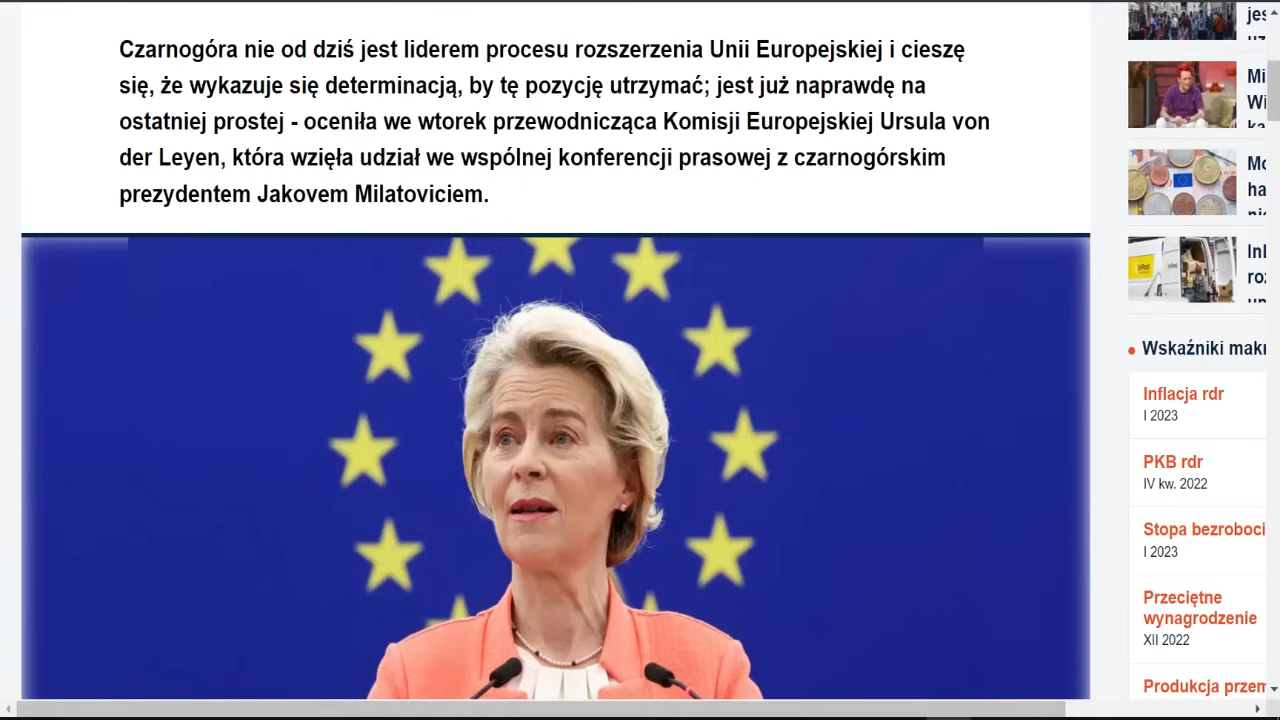 Czarnogóra nie od dziś jest liderem procesu rozszerzenia Unii Europejskiej i cieszę
się, że wykazuje się determinacją, by tę pozycję utrzymać; jest już naprawdę na
ostatniej prostej - oceniła we wtorek przewodnicząca Komisji Europejskiej Ursula von
der Leyen, która wzięła udział we wspólnej konferencji prasowej z czarnogórskim
prezydentem Jakovem Milatoviciem.
Wskaźniki makr
Inflacja rdr
I 2023
PKB rdr
IV kw. 2022
Stopa bezroboci
I 2023
Przeciętne
wynagrodzenie
XII 2022
Produkcja przem